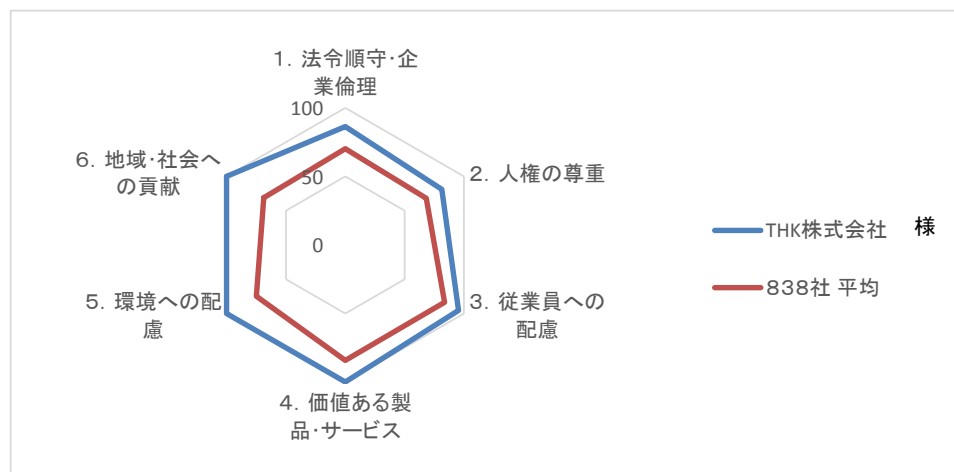 1. 法令順守・企
業倫理
100
50
0
2. 人権の尊重
3. 従業員への
配慮
4. 価値ある製
品・サービス
5. 環境への配
慮
6. 地域・社会へ
の貢献
THK株式会社 様
838社 平均